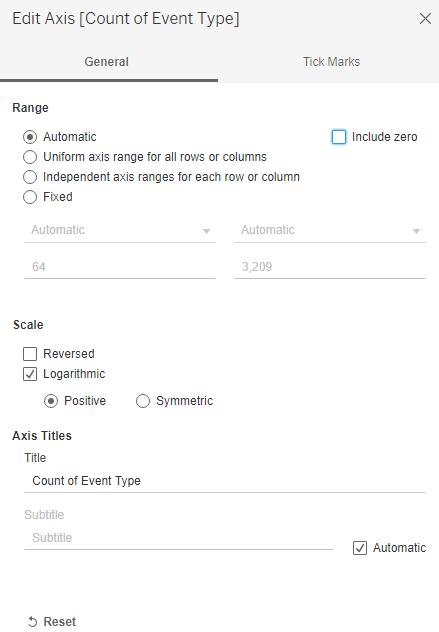 Edit Axis [Count of Event Type]
General Tick Marks
Range
Automatic Include zero
Uniform axis range for all rows or columns
Independent axis ranges for each row or column
Fixed
Automatic Automatic
64 3,209
Scale
Reversed
Logarithmic
Positive Symmetric
Axis Titles
Title
Count of Event Type
Subtitle
Subtitle
Automatic
Reset